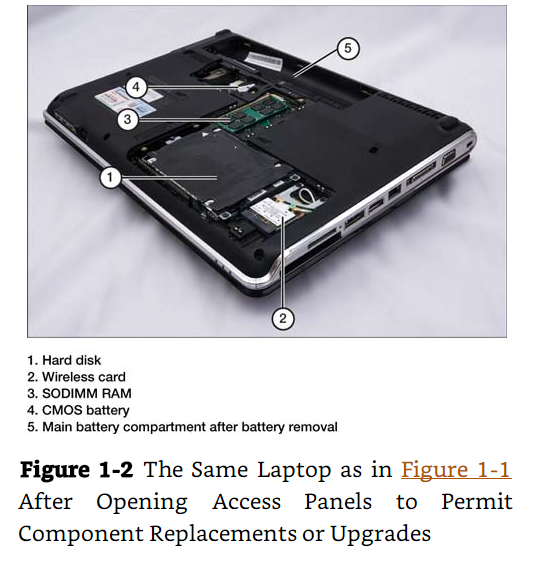 5
4
3
1
2
1. Hard disk
2. Wireless card
3. SODIMM RAM
4. CMOS battery
5. Main battery compartment after battery removal
Figure 1-2 The Same Laptop as in Figure 1-1
After Opening Access Panels to Permit
Component Replacements or Upgrades